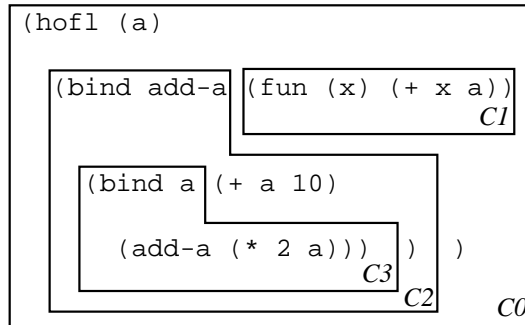 (hofl (a)
(bind add-a (fun (x) (+ x a))
C1
(bind a (+ a 10)
(add-a (* 2 a))) ) )
C3
C2
C0